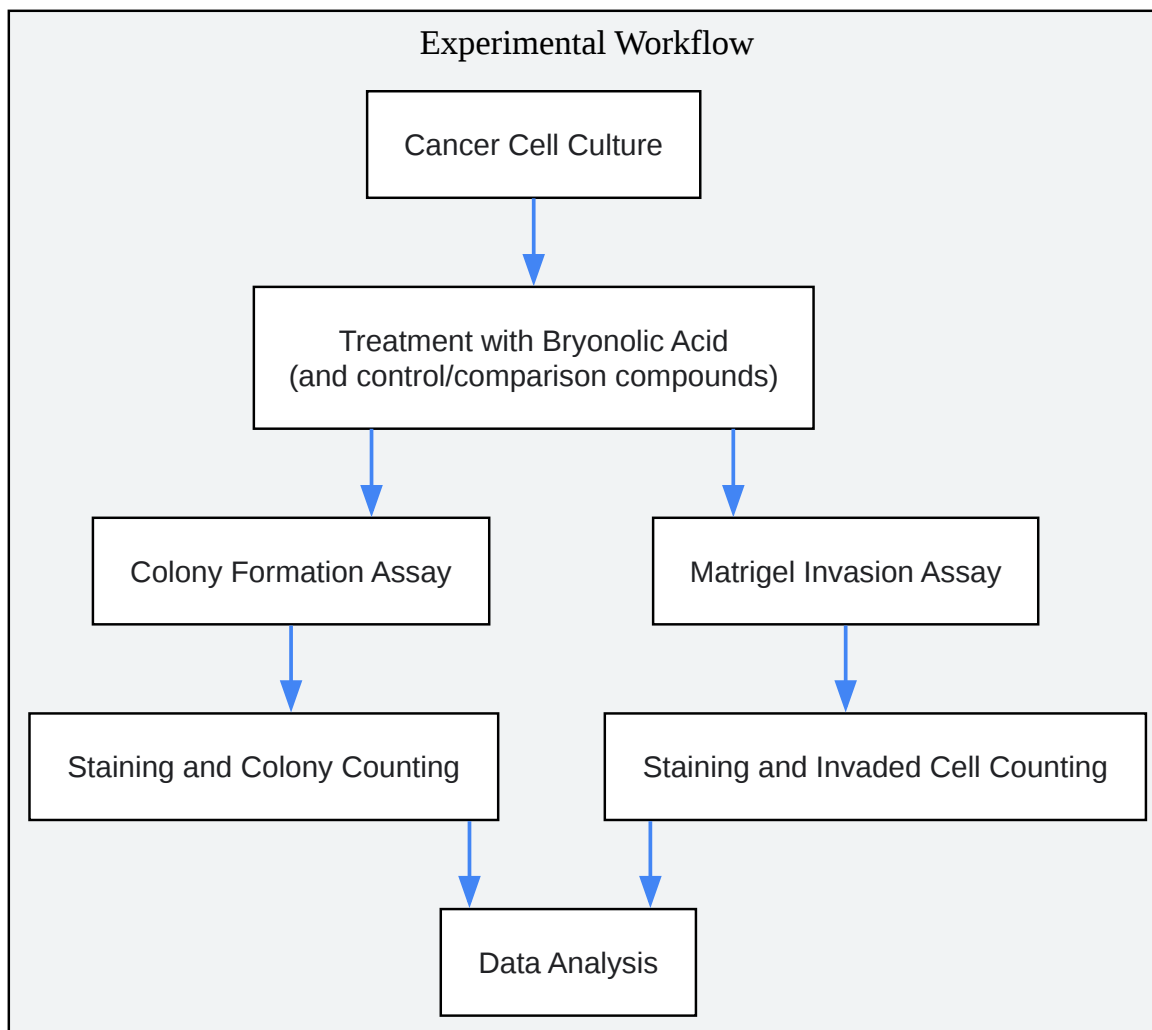 Experimental Workflow
Cancer Cell Culture
Treatment with Bryonolic Acid
(and control/comparison compounds)
Colony Formation Assay
Matrigel Invasion Assay
Staining and Colony Counting
Staining and Invaded Cell Counting
Data Analysis